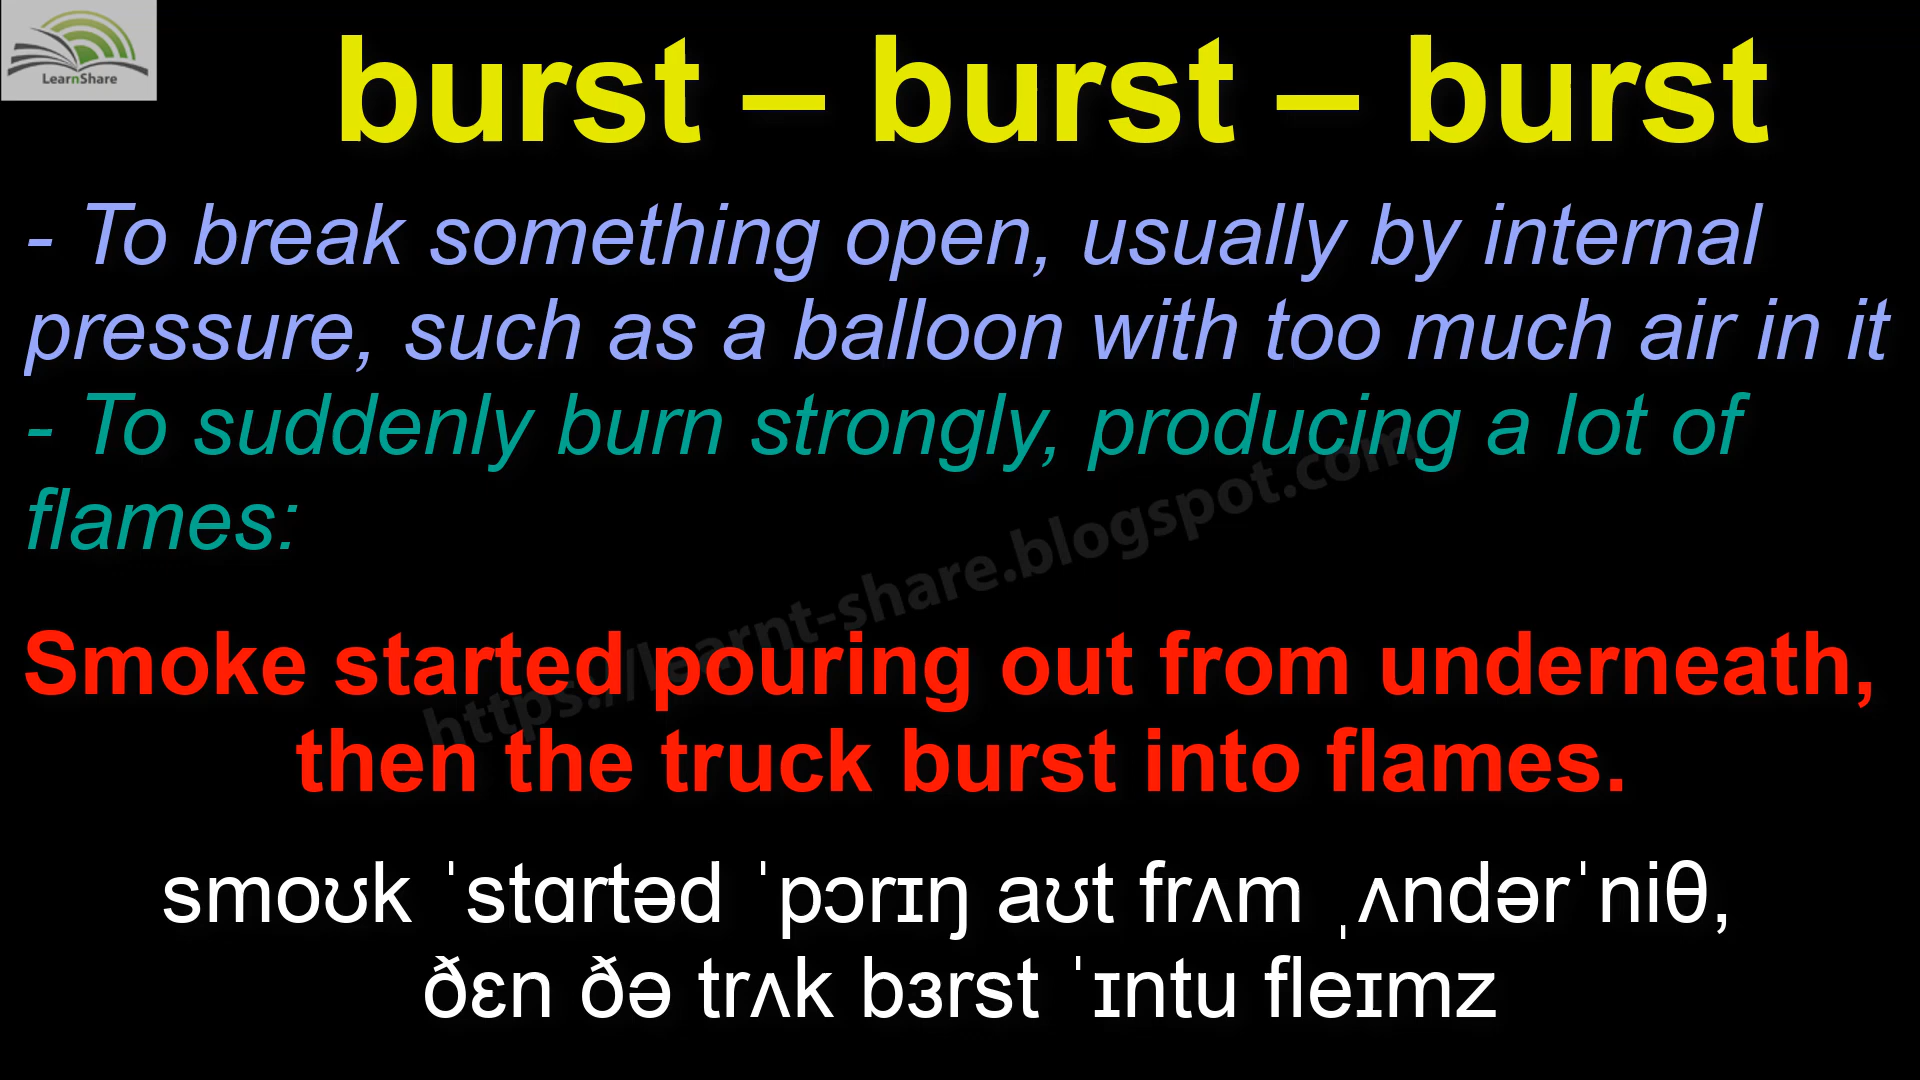 LearnShare
burst – burst – burst
- To break something open, usually by internal
pressure, such as a balloon with too much air in it
- To suddenly burn strongly, producing a lot of
flames:
https://learnt-share.blogspot.com
Smoke started pouring out from underneath,
then the truck burst into flames.
smoʊk ˈstɑrtəd ˈpɔrɪŋ aʊt frʌm ˌʌndərˈniθ,
ðɛn ðə trʌk bɜrst ˈɪntu fleɪmz